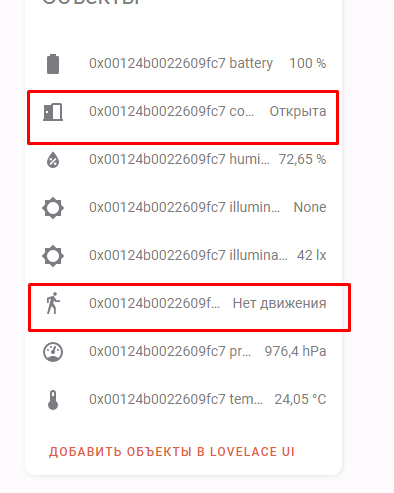 Объекты
0x00124b0022609fc7 battery 100 %
0x00124b0022609fc7 co... Открыта
0x00124b0022609fc7 humi... 72,65 %
0x00124b0022609fc7 illumin... None
0x00124b0022609fc7 illumina... 42 lx
0x00124b0022609f... Нет движения
0x00124b0022609fc7 pr... 976,4 hPa
0x00124b0022609fc7 tem... 24,05 °C
ДОБАВИТЬ ОБЪЕКТЫ В LOVELACE UI